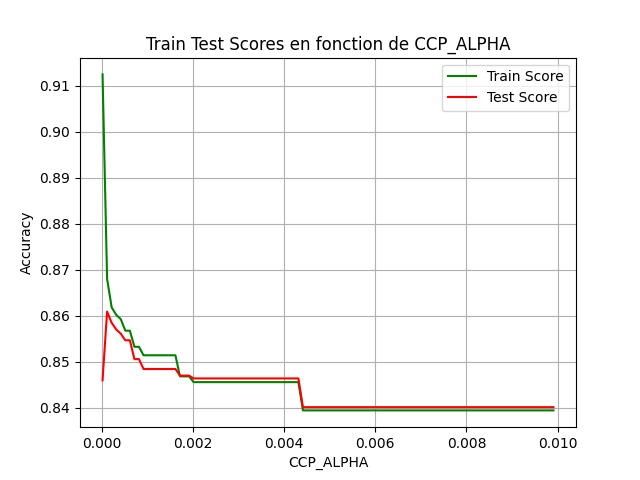 Train Test Scores en fonction de CCP_ALPHA
Train Score
Test Score
0.91
0.90
0.89
0.88
0.87
0.86
0.85
0.84
Accuracy
0.000 0.002 0.004 0.006 0.008 0.010
CCP_ALPHA